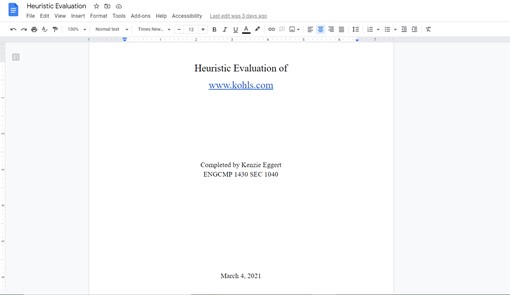 Heuristic Evaluation
File Edit View Insert Format Tools Add-ons Help Accessibility Last edit was 3 days ago
100% Normal text Times New... 12 B I U A
Heuristic Evaluation of
www.kohls.com
Completed by Kenzie Eggert
ENGCMP 1430 SEC 1040
March 4, 2021